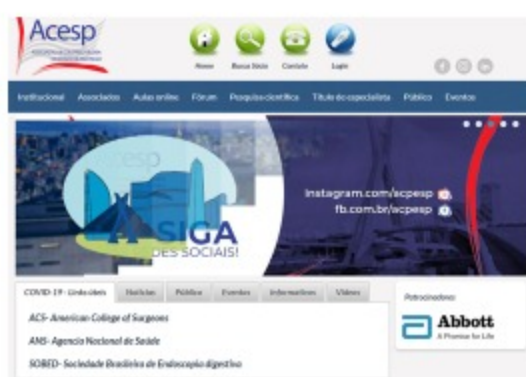 Acesp
Home Busca Sócio Contato Login
Institucional Associados Aulas online Fórum Pesquisa científica Título de especialista Público Eventos
SIGA
DES SOCIAIS!
instagram.com/acpesp
fb.com.br/acpesp
COVID-19 - Links úteis Notícias Público Eventos Informativos Vídeos
Patrocinadores
ACS- American College of Surgeons
Abbott
A Promise for Life
ANS- Agencia Nacional de Saúde
SOBED- Sociedade Brasileira de Endoscopia digestiva